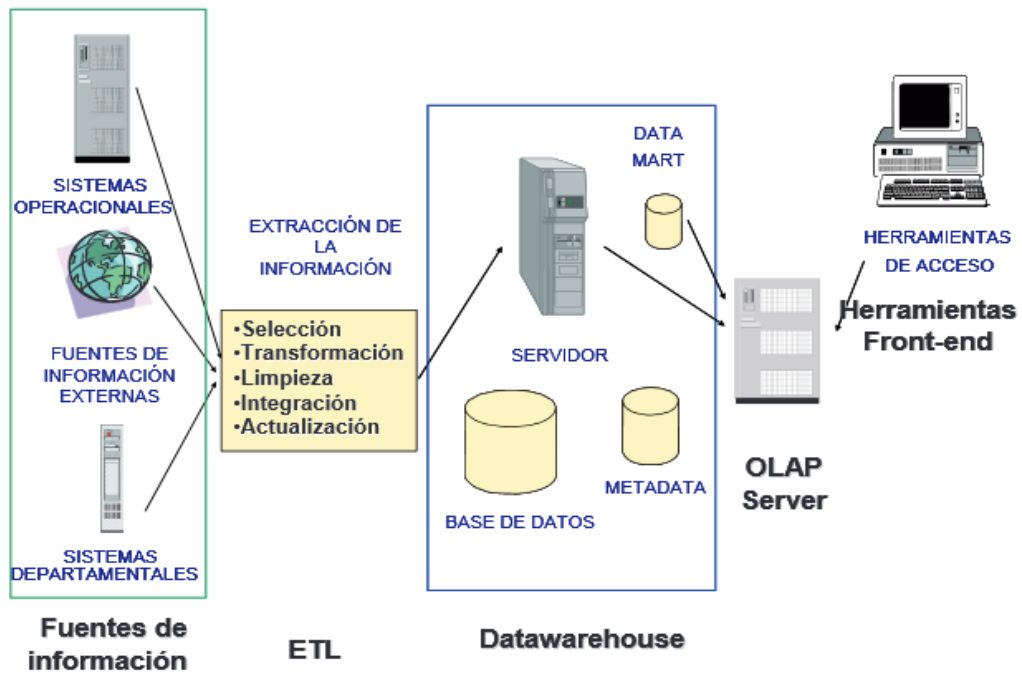 SISTEMAS
OPERACIONALES
FUENTES DE
INFORMACIÓN
EXTERNAS
SISTEMAS
DEPARTAMENTALES
Fuentes de
información
EXTRACCIÓN DE
LA
INFORMACIÓN
•Selección
•Transformación
•Limpieza
•Integración
•Actualización
ETL
DATA
MART
SERVIDOR
BASE DE DATOS
METADATA
Datawarehouse
OLAP
Server
HERRAMIENTAS
DE ACCESO
Herramientas
Front-end